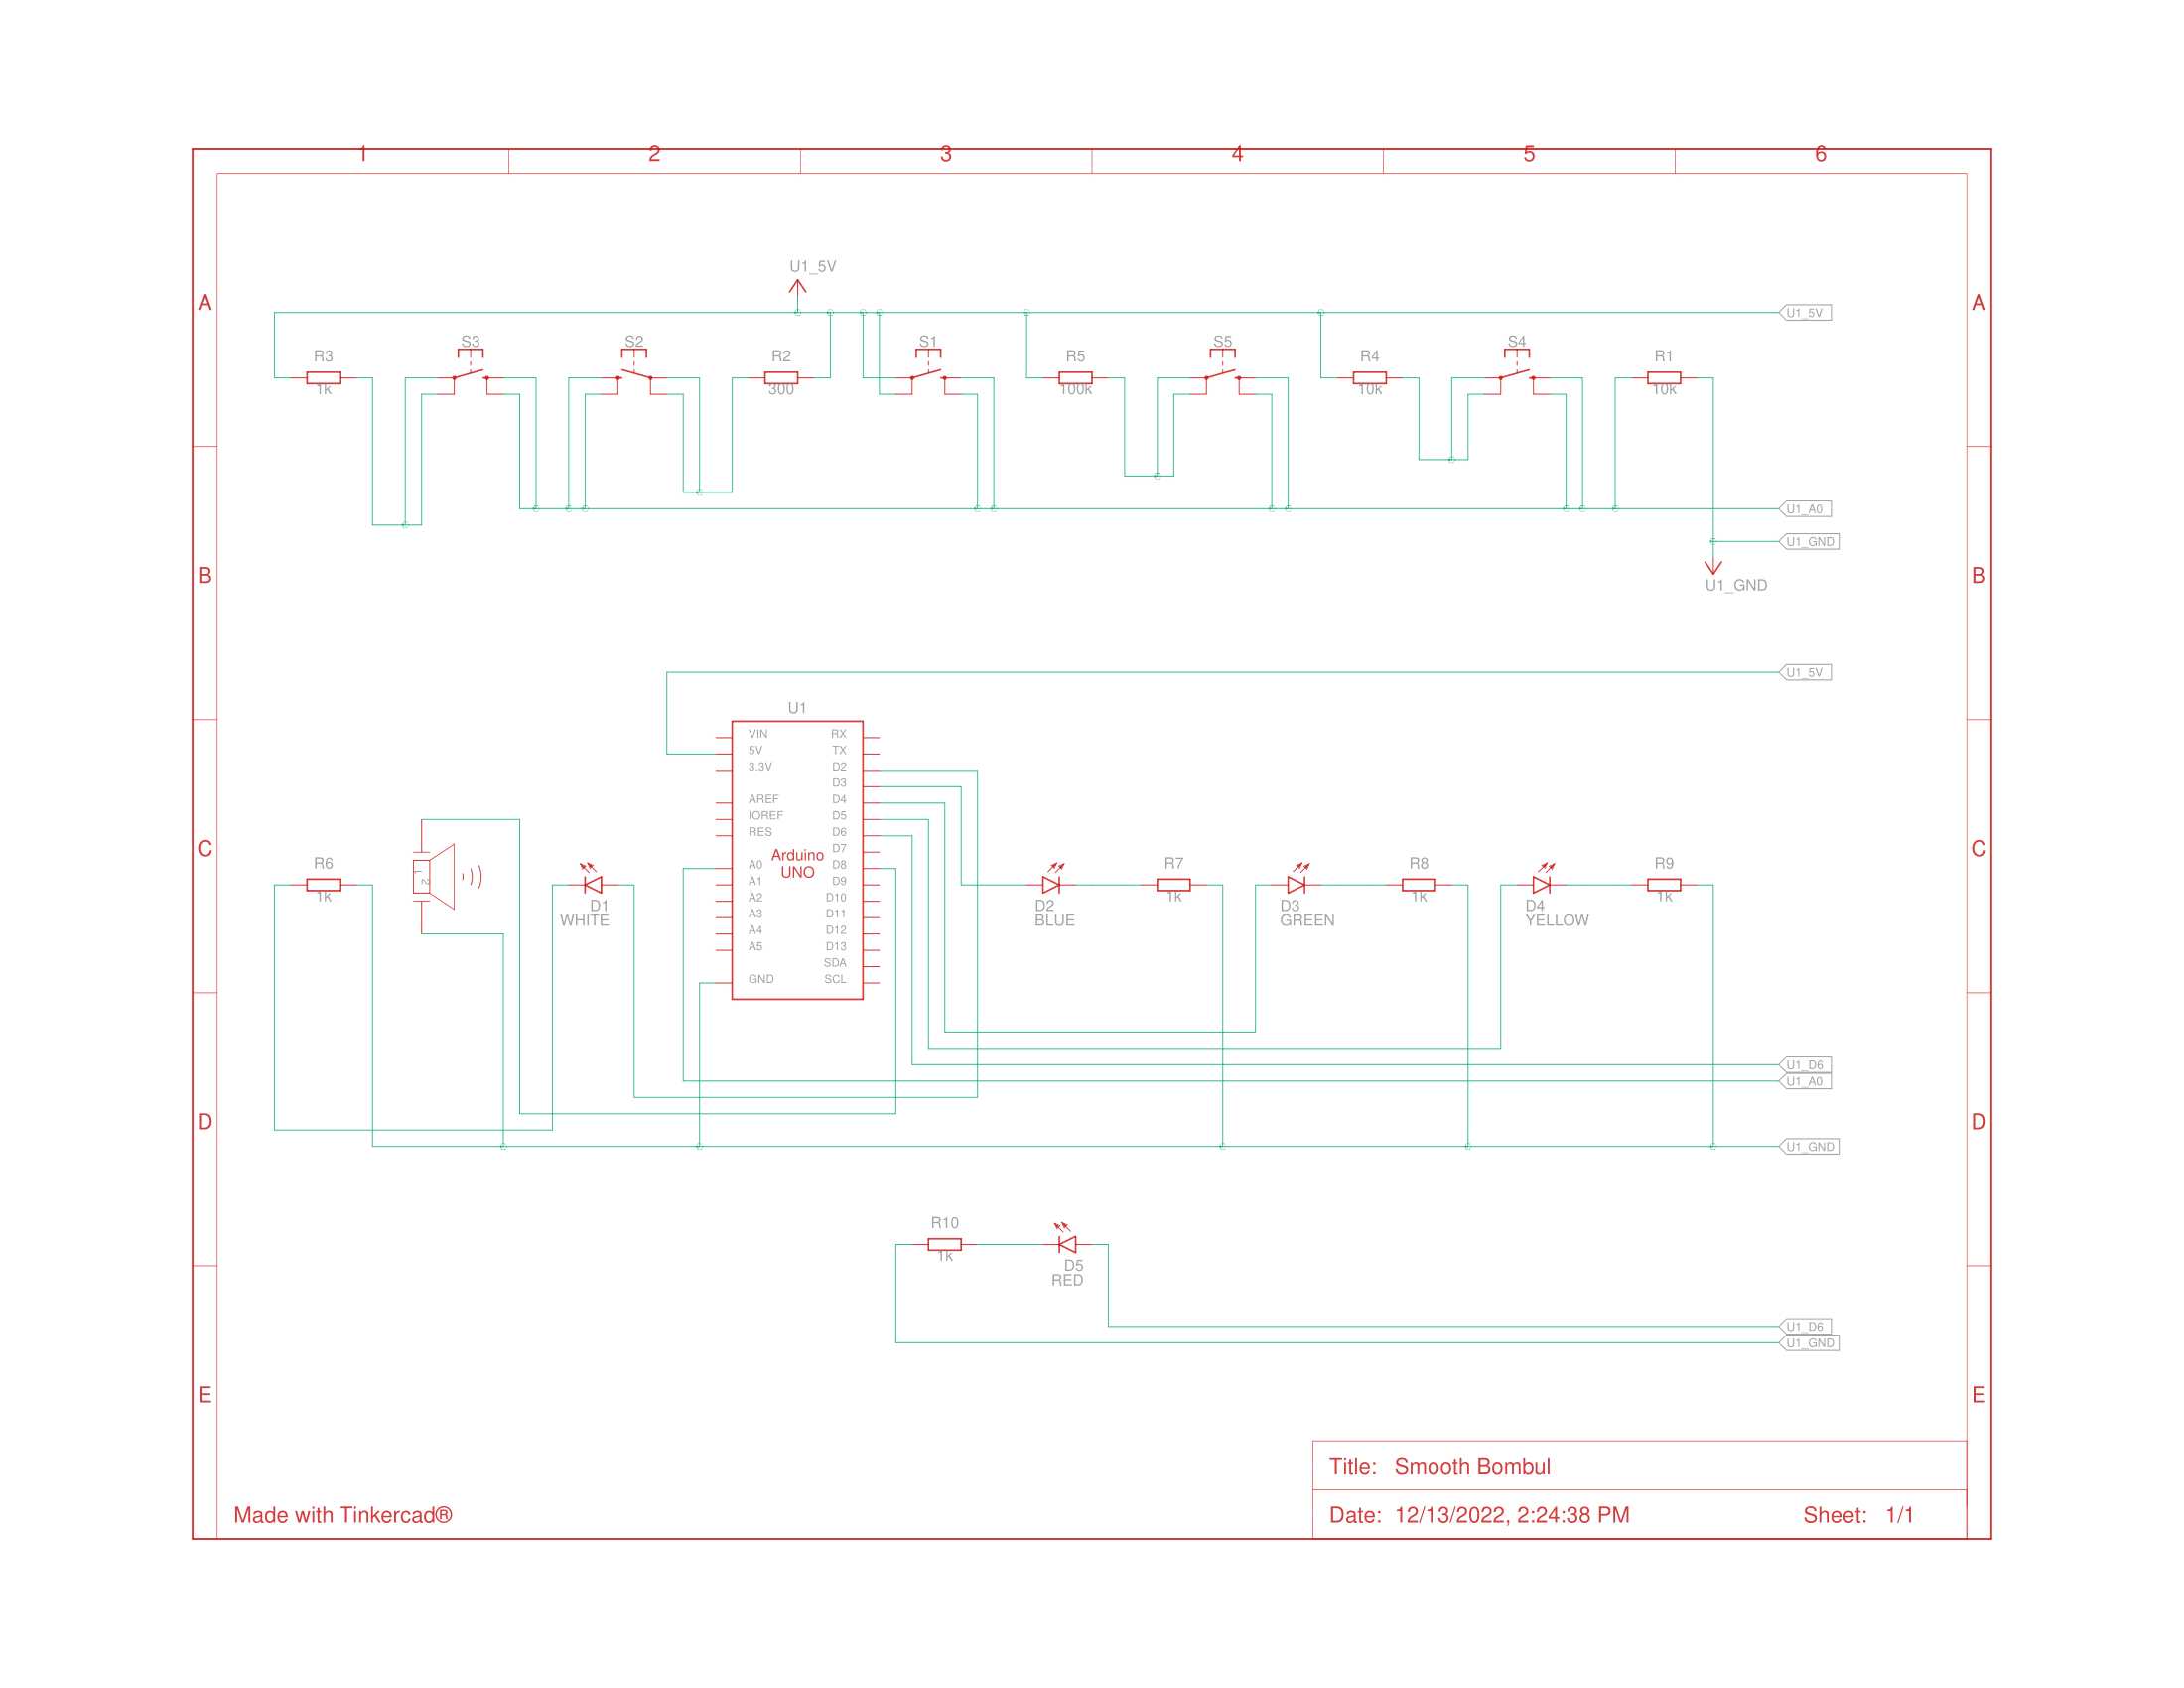 1 2 3 4 5 6
U1_5V
A A
U1_5V
S3 S2 S1 S5 S4
R3 R2 R5 R4 R1
1k 300 100k 10k 10k
U1_A0
U1_GND
B B
U1_GND
U1_5V
U1
VIN RX
5V TX
3.3V D2
D3
AREF D4
IOREF D5
RES D6
C C
D7
Arduino
UNO
A0 D8
A1 D9
A2 D10
A3 D11
A4 D12
A5 D13
SDA
GND SCL
R6 R7 R8 R9
1 2
1k 1k 1k 1k
D1 D2 D3 D4
WHITE BLUE GREEN YELLOW
U1_D6
U1_A0
D D
U1_GND
R10
1k
D5
RED
U1_D6
U1_GND
E E
Title: Smooth Bombul
Made with Tinkercad®
Date: 12/13/2022, 2:24:38 PM Sheet: 1/1